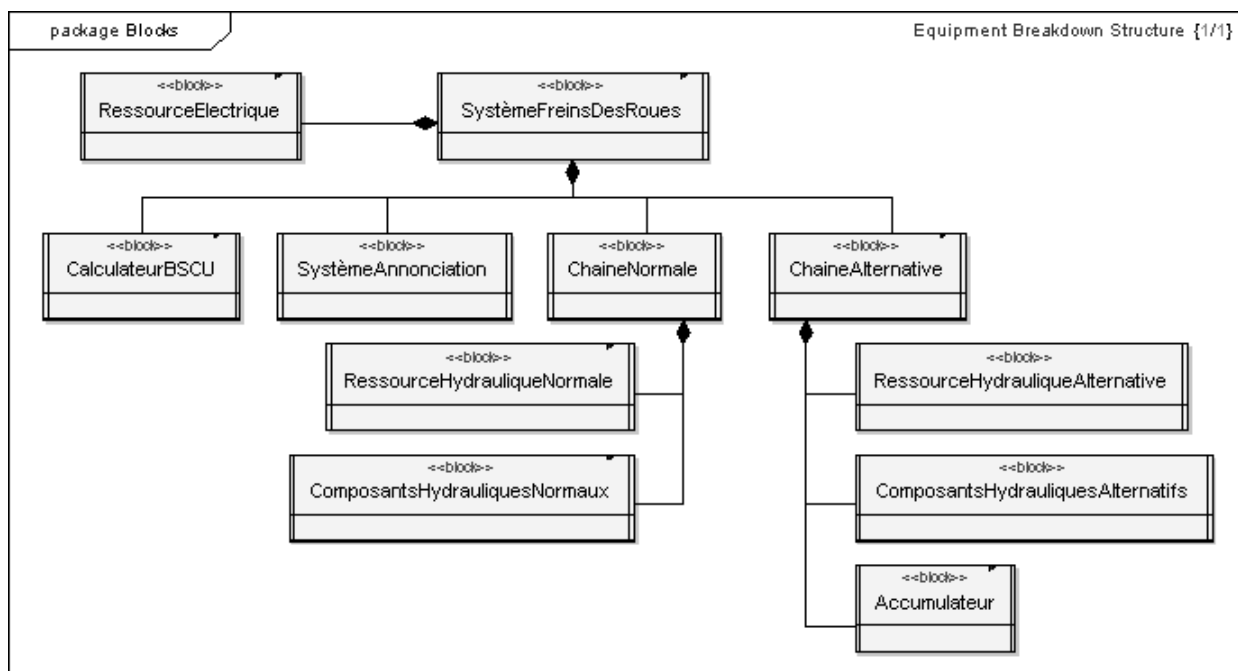 package Blocks
Equipment Breakdown Structure {1/1}
<<block>>
RessourceElectrique
<<block>>
SystèmeFreinsDesRoues
<<block>>
CalculateurBSCU
<<block>>
SystèmeAnnonciation
<<block>>
ChaineNormale
<<block>>
ChaineAlternative
<<block>>
RessourceHydrauliqueNormale
<<block>>
RessourceHydrauliqueAlternative
<<block>>
ComposantsHydrauliquesNormaux
<<block>>
ComposantsHydrauliquesAlternatifs
<<block>>
Accumulateur